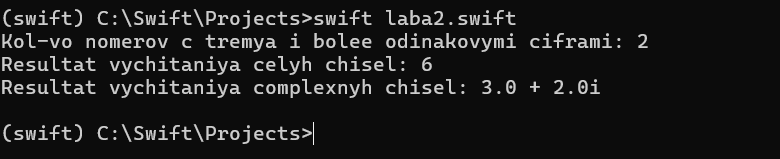 (swift) C:\Swift\Projects>swift laba2.swift
Kol-vo nomerov c tremya i bolee odinakovymi ciframi: 2
Resultat vychitaniya celyh chisel: 6
Resultat vychitaniya complexnyh chisel: 3.0 + 2.0i
(swift) C:\Swift\Projects>